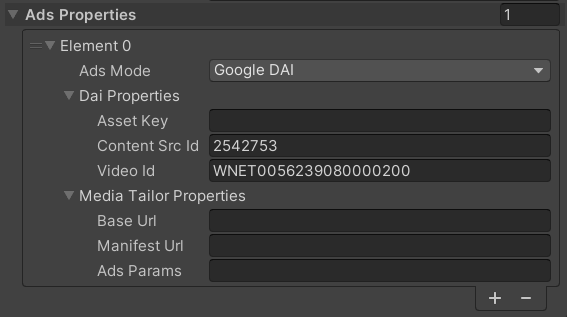 Ads Properties 1
Element 0
Ads Mode Google DAI
Dai Properties
Asset Key
Content Src Id 2542753
Video Id WNET0056239080000200
Media Tailor Properties
Base Url
Manifest Url
Ads Params
+ −